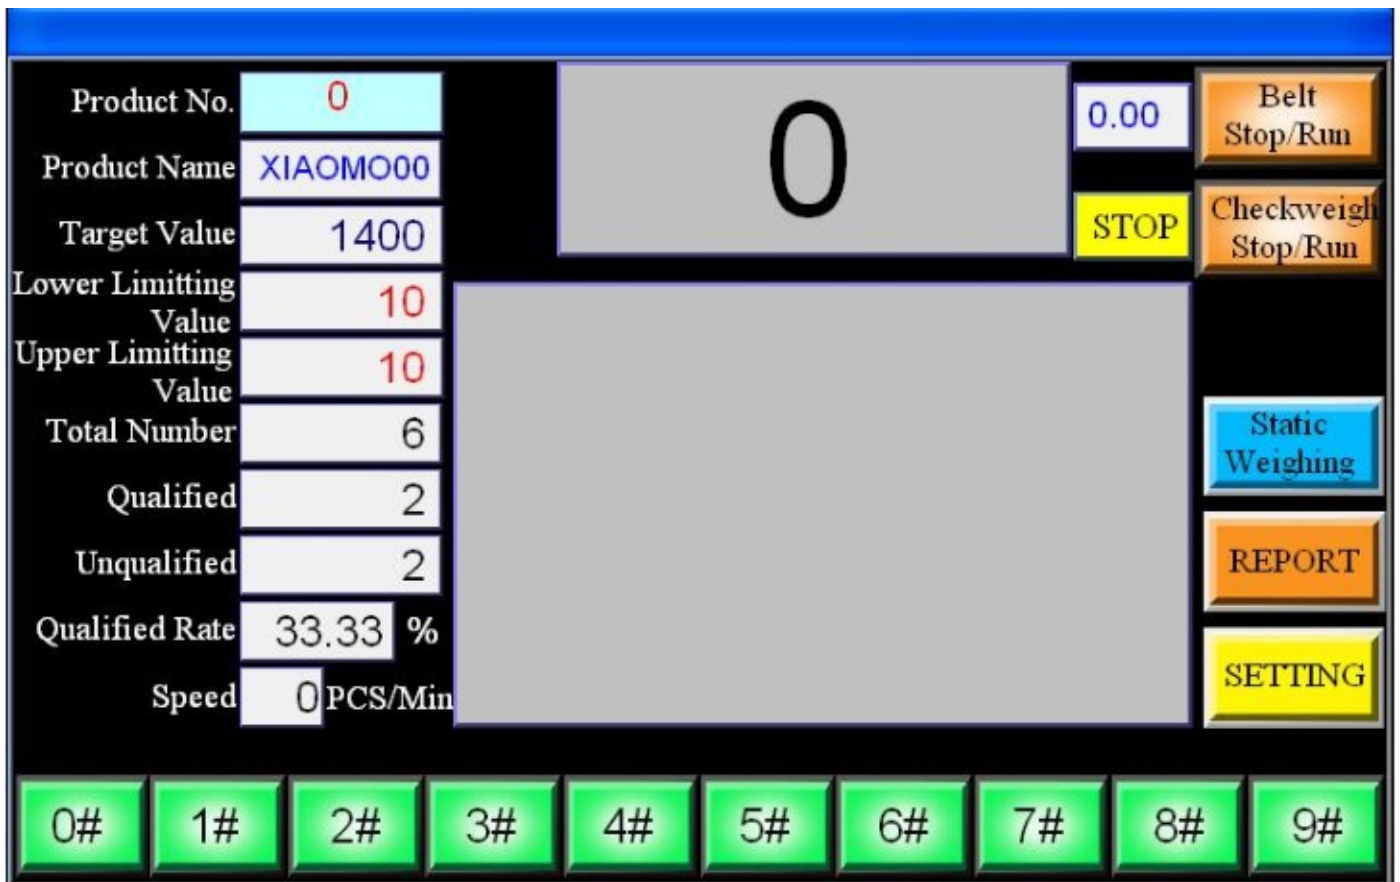 Product No. 0
Product Name XIAOMO00
Target Value 1400
Lower Limitting
Value 10
Upper Limitting
Value 10
Total Number 6
Qualified 2
Unqualified 2
Qualified Rate 33.33 %
Speed 0 PCS/Min
0
0.00
STOP
Belt
Stop/Run
Checkweigh
Stop/Run
Static
Weighing
REPORT
SETTING
0# 1# 2# 3# 4# 5# 6# 7# 8# 9#